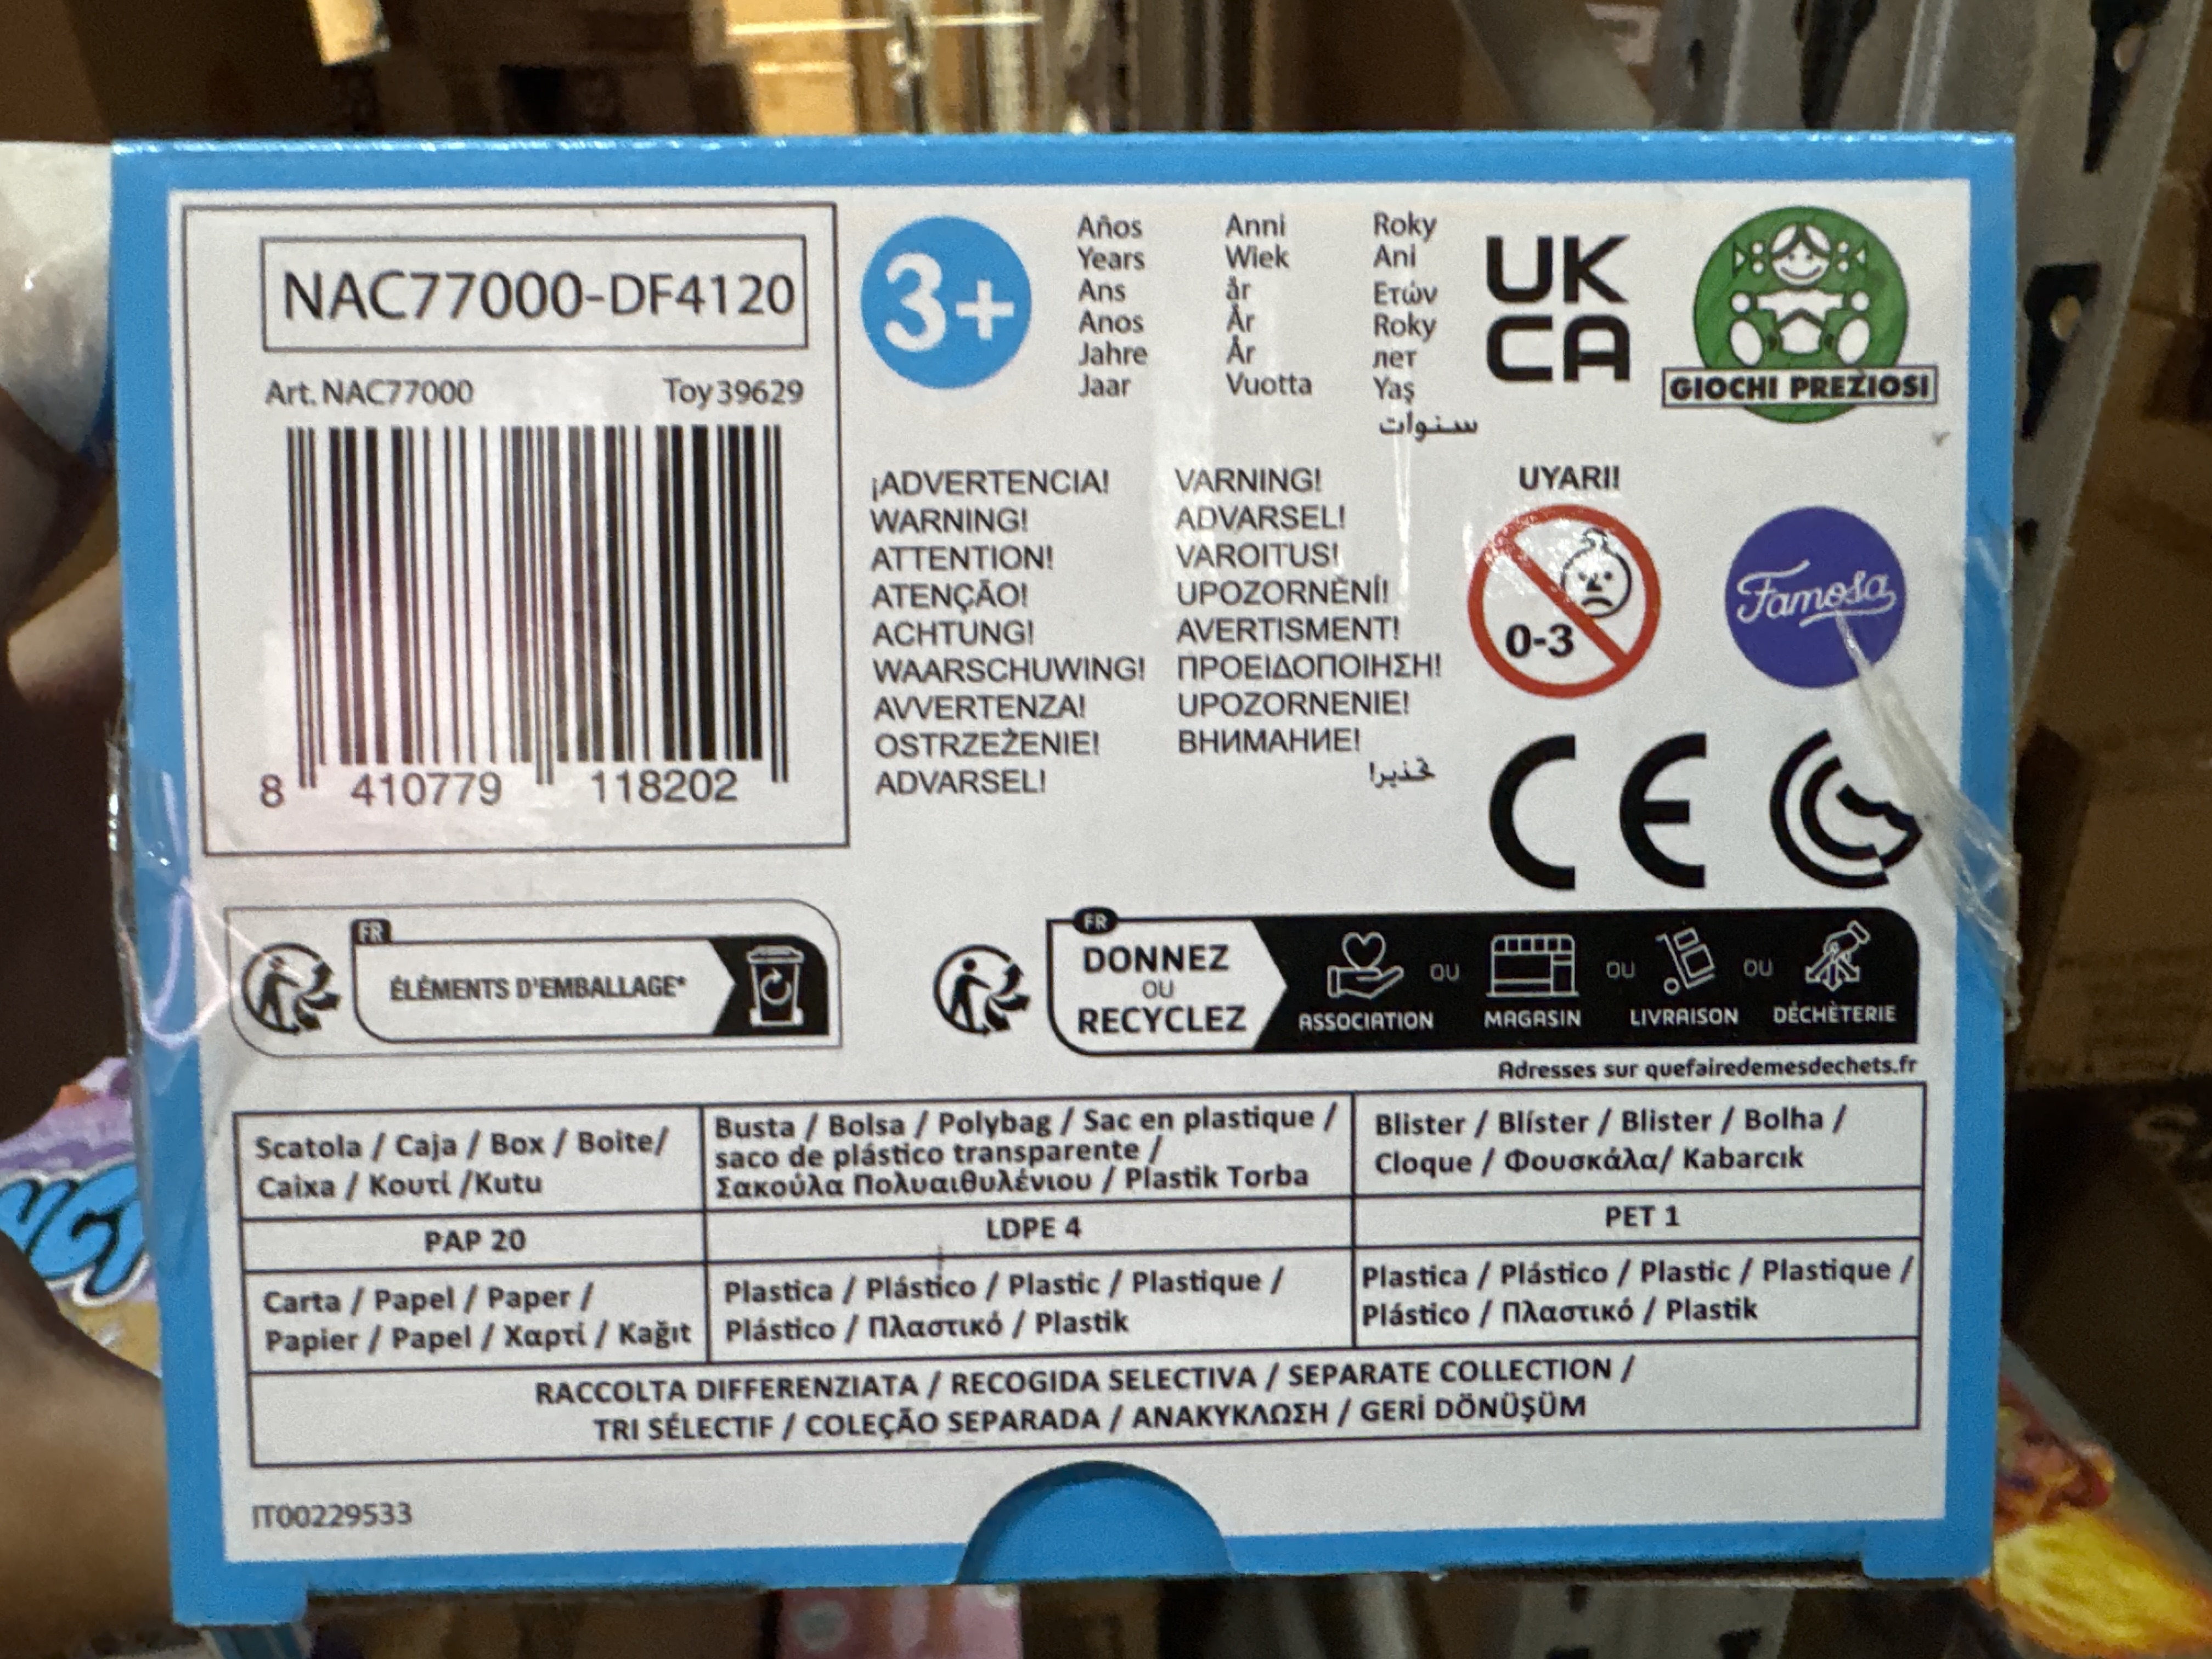 NAC77000-DF4120
Art. NAC77000 Toy 39629
8 410779 118202
3+
Años Anni Roky
Years Wiek Ani
Ans år Ετών
Anos År Roky
Jahre År лет
Jaar Vuotta Yaş
سنوات
UK
CA
GIOCHI PREZIOSI
¡ADVERTENCIA!
WARNING!
ATTENTION!
ATENÇÃO!
ACHTUNG!
WAARSCHUWING!
AVVERTENZA!
OSTRZEŻENIE!
ADVARSEL!
VARNING!
ADVARSEL!
VAROITUS!
UPOZORNĚNÍ!
AVERTISMENT!
ΠΡΟΕΙΔΟΠΟΙΗΣΗ!
UPOZORNENIE!
ВНИМАНИЕ!
تحذير!
UYARI!
0-3
Famosa
CE
FR
ÉLÉMENTS D'EMBALLAGE*
FR
DONNEZ
OU
RECYCLEZ
ASSOCIATION OU MAGASIN OU LIVRAISON OU DÉCHÈTERIE
Adresses sur quefairedemesdechets.fr
Scatola / Caja / Box / Boite/
Caixa / Κουτί /Kutu
PAP 20
Carta / Papel / Paper /
Papier / Papel / Χαρτί / Kağıt
Busta / Bolsa / Polybag / Sac en plastique /
saco de plástico transparente /
Σακούλα Πολυαιθυλένιου / Plastik Torba
LDPE 4
Plastica / Plástico / Plastic / Plastique /
Plástico / Πλαστικό / Plastik
Blister / Blíster / Blister / Bolha /
Cloque / Φουσκάλα/ Kabarcık
PET 1
Plastica / Plástico / Plastic / Plastique /
Plástico / Πλαστικό / Plastik
RACCOLTA DIFFERENZIATA / RECOGIDA SELECTIVA / SEPARATE COLLECTION /
TRI SÉLECTIF / COLEÇÃO SEPARADA / ΑΝΑΚΥΚΛΩΣΗ / GERİ DÖNÜŞÜM
IT00229533